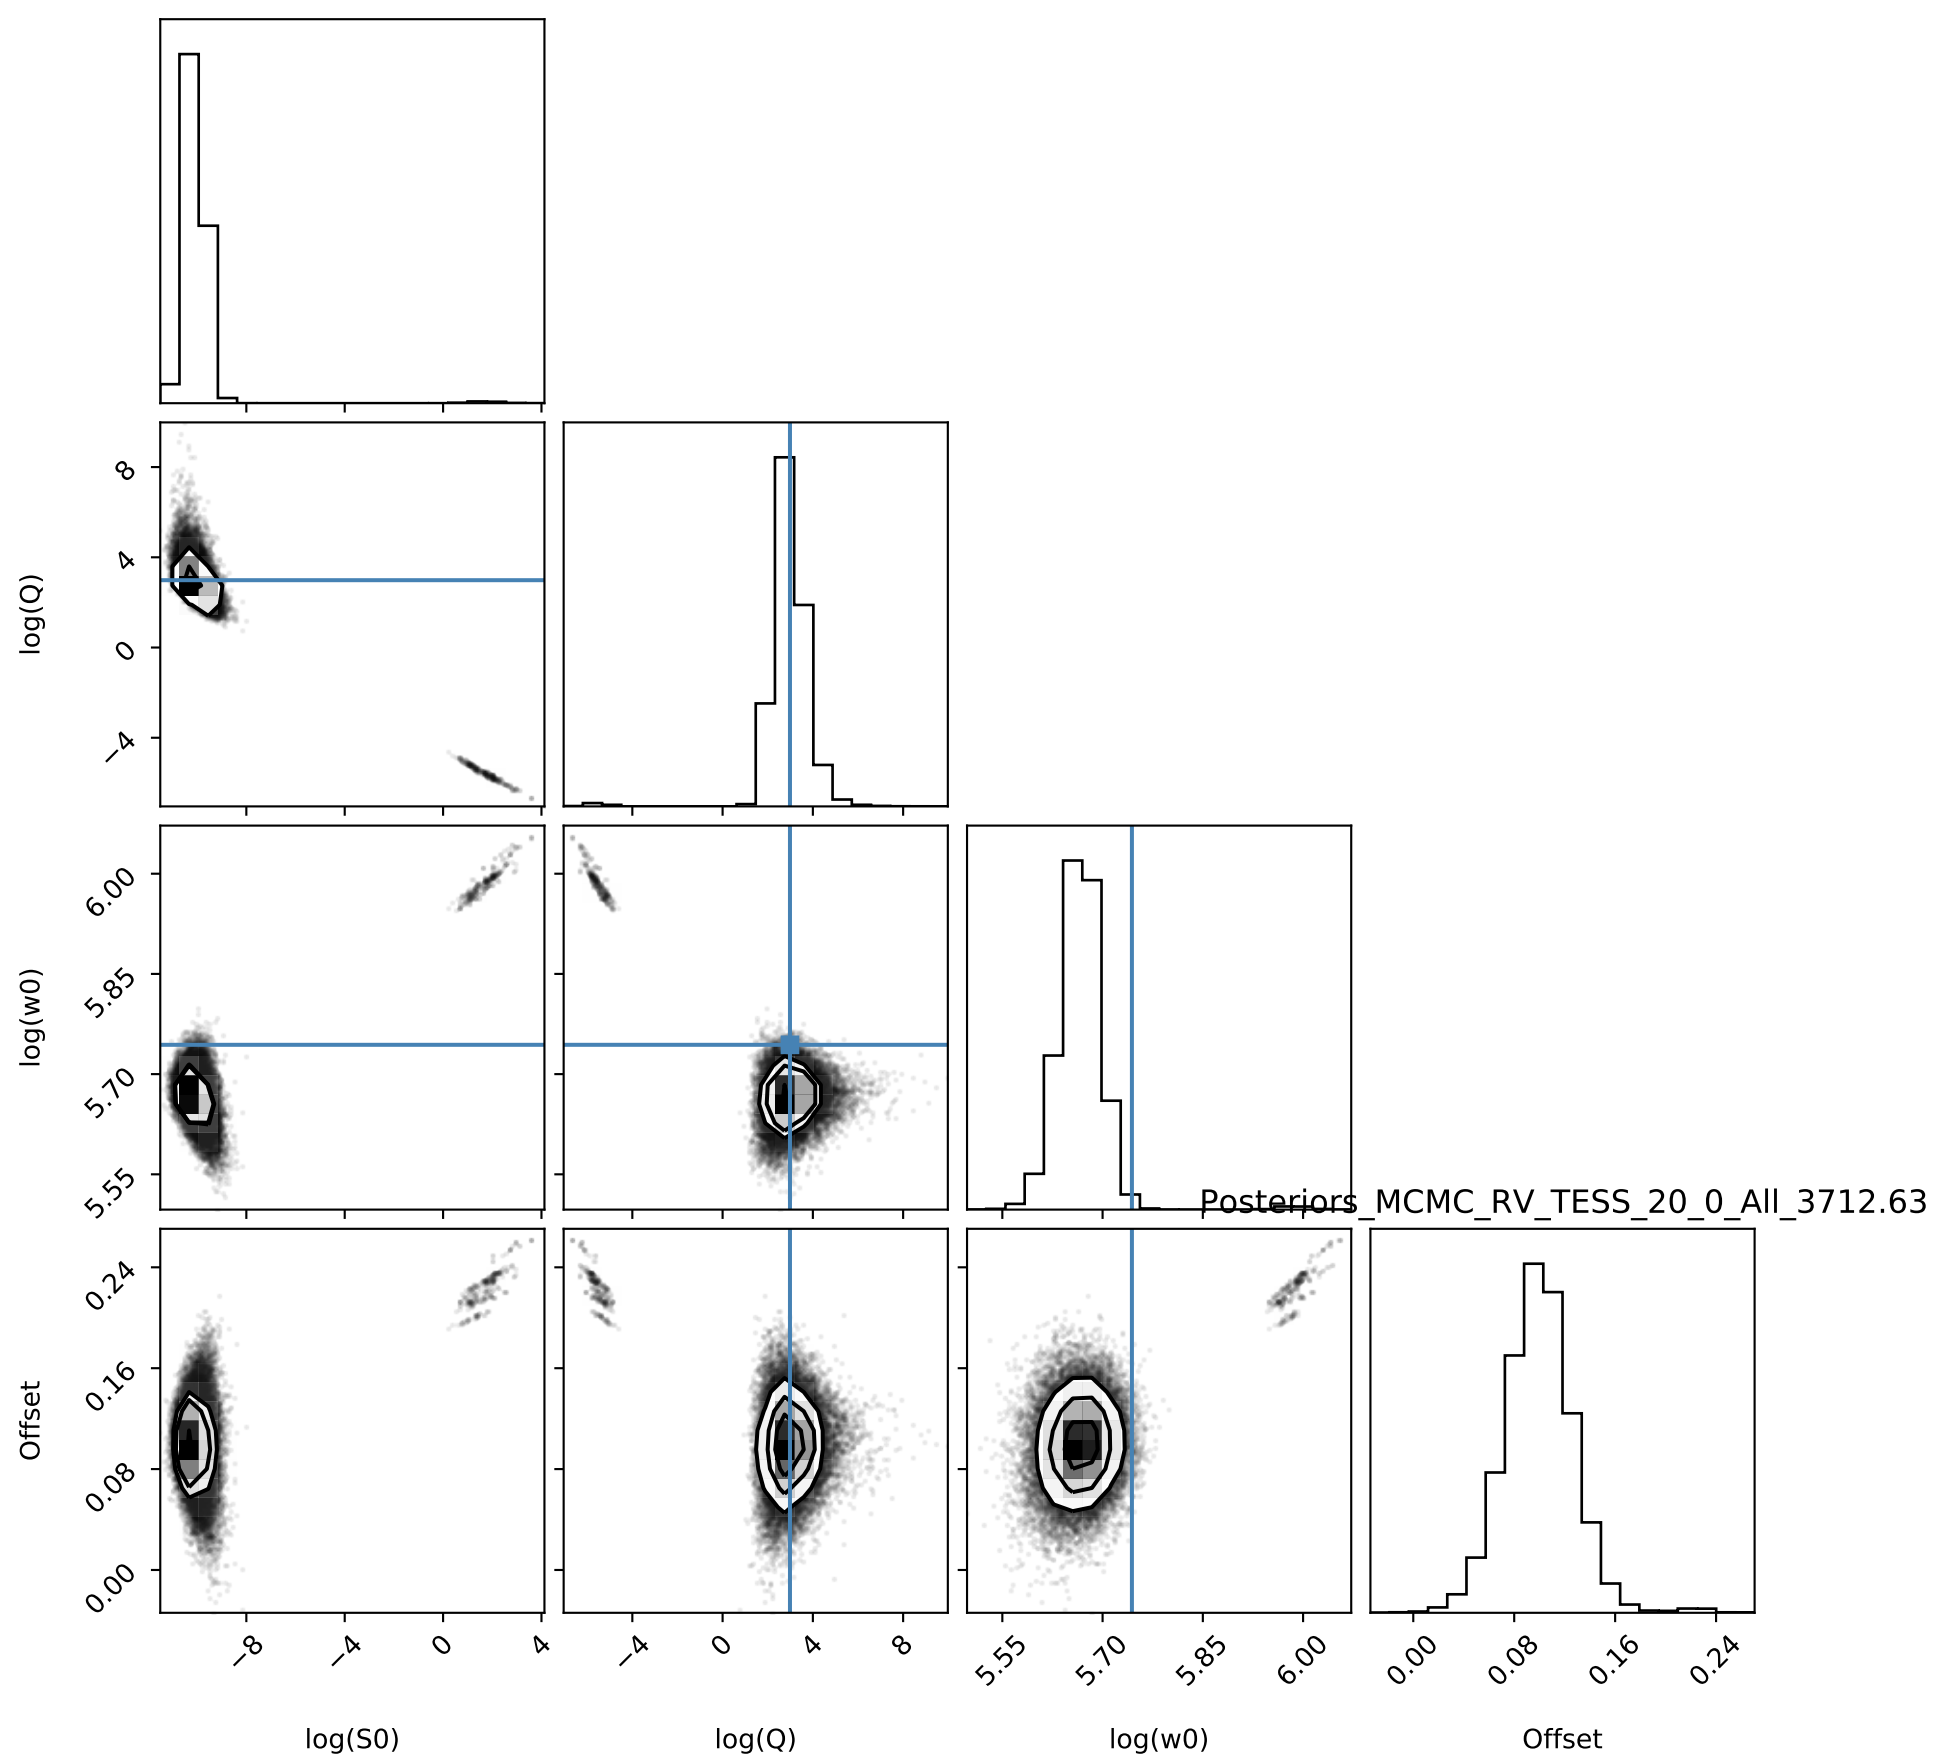 8
4
0
−4
log(Q)
6.00
5.85
5.70
5.55
log(w0)
Posteriors_MCMC_RV_TESS_20_0_All_3712.63
0.24
0.16
0.08
0.00
Offset
−8 −4 0 4
−4 0 4 8
5.55 5.70 5.85 6.00
0.00 0.08 0.16 0.24
log(S0)
log(Q)
log(w0)
Offset